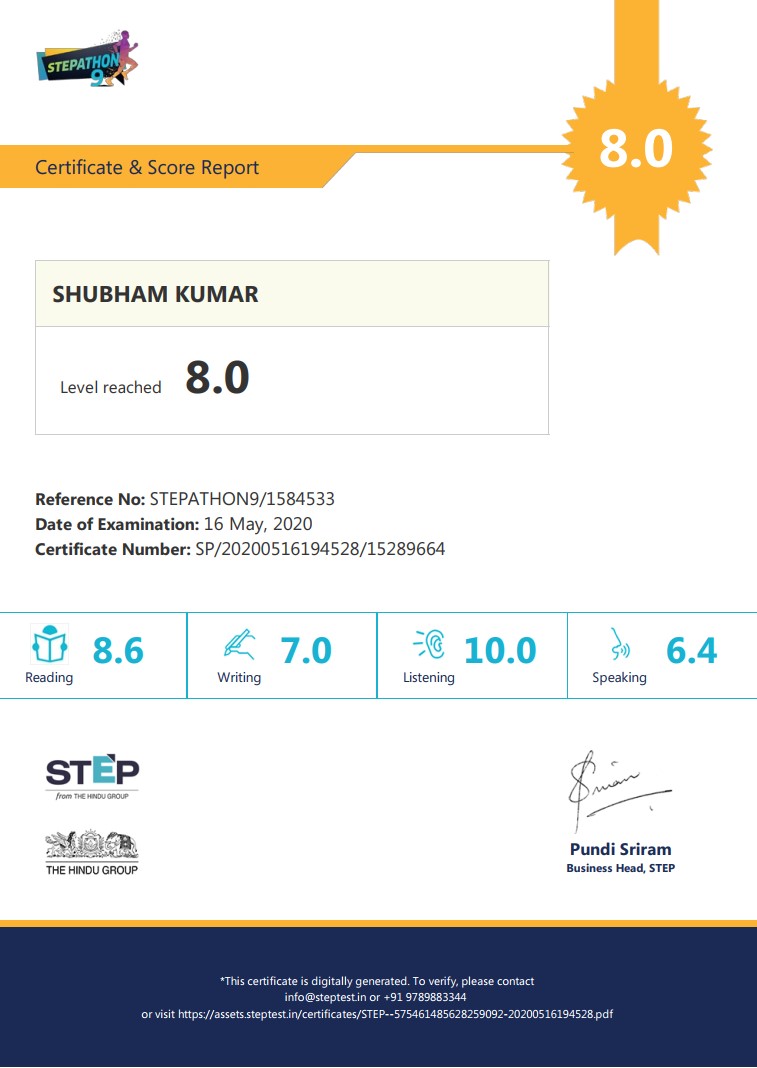 STEPATHON
9
8.0
Certificate & Score Report
SHUBHAM KUMAR
Level reached 8.0
Reference No: STEPATHON9/1584533
Date of Examination: 16 May, 2020
Certificate Number: SP/20200516194528/15289664
8.6
Reading
7.0
Writing
10.0
Listening
6.4
Speaking
STEP
from THE HINDU GROUP
THE HINDU GROUP
Pundi Sriram
Business Head, STEP
*This certificate is digitally generated. To verify, please contact
info@steptest.in or +91 9789883344
or visit https://assets.steptest.in/certificates/STEP--575461485628259092-20200516194528.pdf